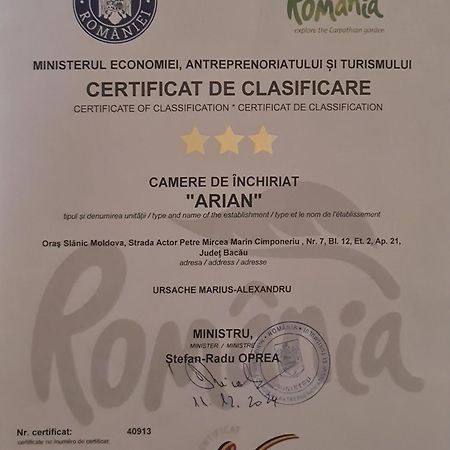 ROMÂNIEI
România
explore the Carpathian garden
MINISTERUL ECONOMIEI, ANTREPRENORIATULUI ȘI TURISMULUI
CERTIFICAT DE CLASIFICARE
CERTIFICATE OF CLASSIFICATION * CERTIFICAT DE CLASSIFICATION
CAMERE DE ÎNCHIRIAT
"ARIAN"
tipul și denumirea unității / type and name of the establishment / type et le nom de l'établissement
Oraș Slănic Moldova, Strada Actor Petre Mircea Marin Cimponeriu , Nr. 7, Bl. 12, Et. 2, Ap. 21,
Județ Bacău
adresa / address / adresse
URSACHE MARIUS-ALEXANDRU
România
MINISTRU,
MINISTER / MINISTRE
Ștefan-Radu OPREA
11.12.2024
Nr. certificat: 40913
certificate no /numéro de certificat
CERTIFICAT